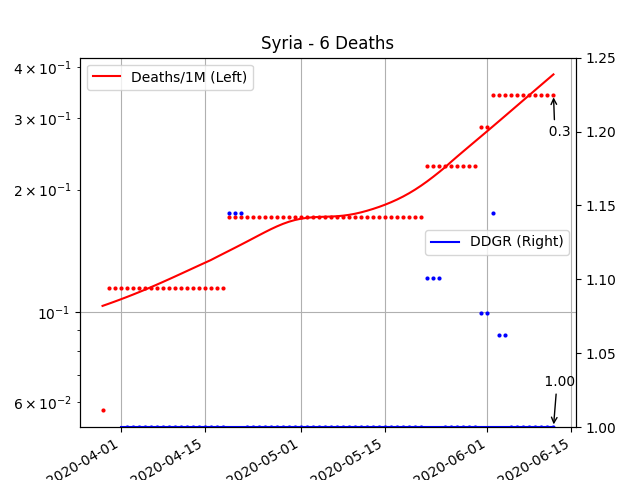 Syria - 6 Deaths
4 × 10⁻¹
3 × 10⁻¹
2 × 10⁻¹
10⁻¹
6 × 10⁻²
Deaths/1M (Left)
DDGR (Right)
0.3
1.00
1.25
1.20
1.15
1.10
1.05
1.00
2020-04-01
2020-04-15
2020-05-01
2020-05-15
2020-06-01
2020-06-15